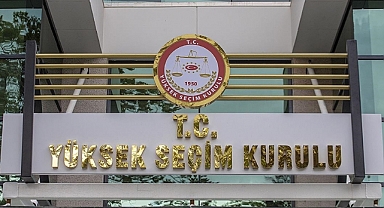 T.C.
YÜKSEK SEÇİM KURULU
1950
T.C.
YÜKSEK SEÇİM KURULU